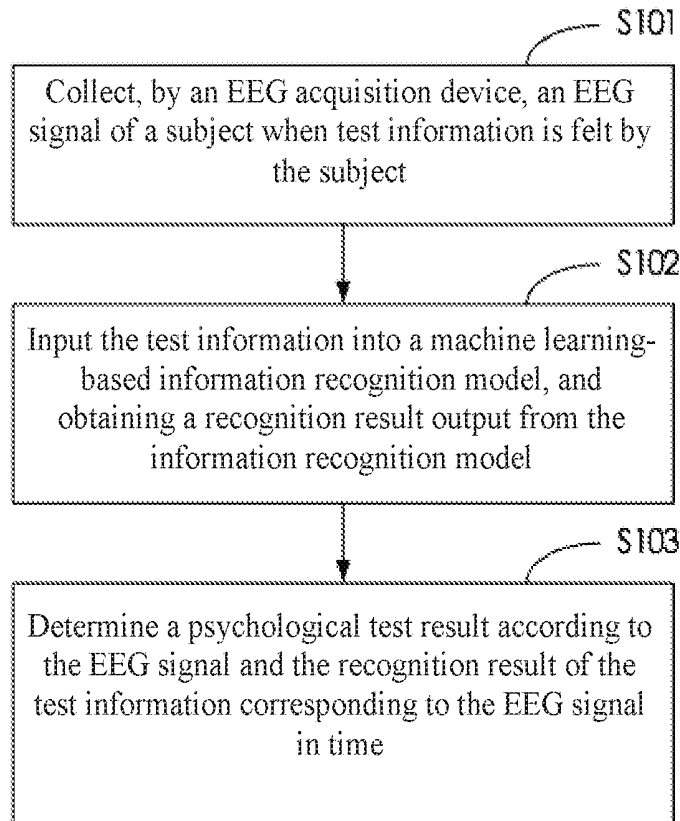 S101
Collect, by an EEG acquisition device, an EEG
signal of a subject when test information is felt by
the subject
S102
Input the test information into a machine learning-
based information recognition model, and
obtaining a recognition result output from the
information recognition model
S103
Determine a psychological test result according to
the EEG signal and the recognition result of the
test information corresponding to the EEG signal
in time